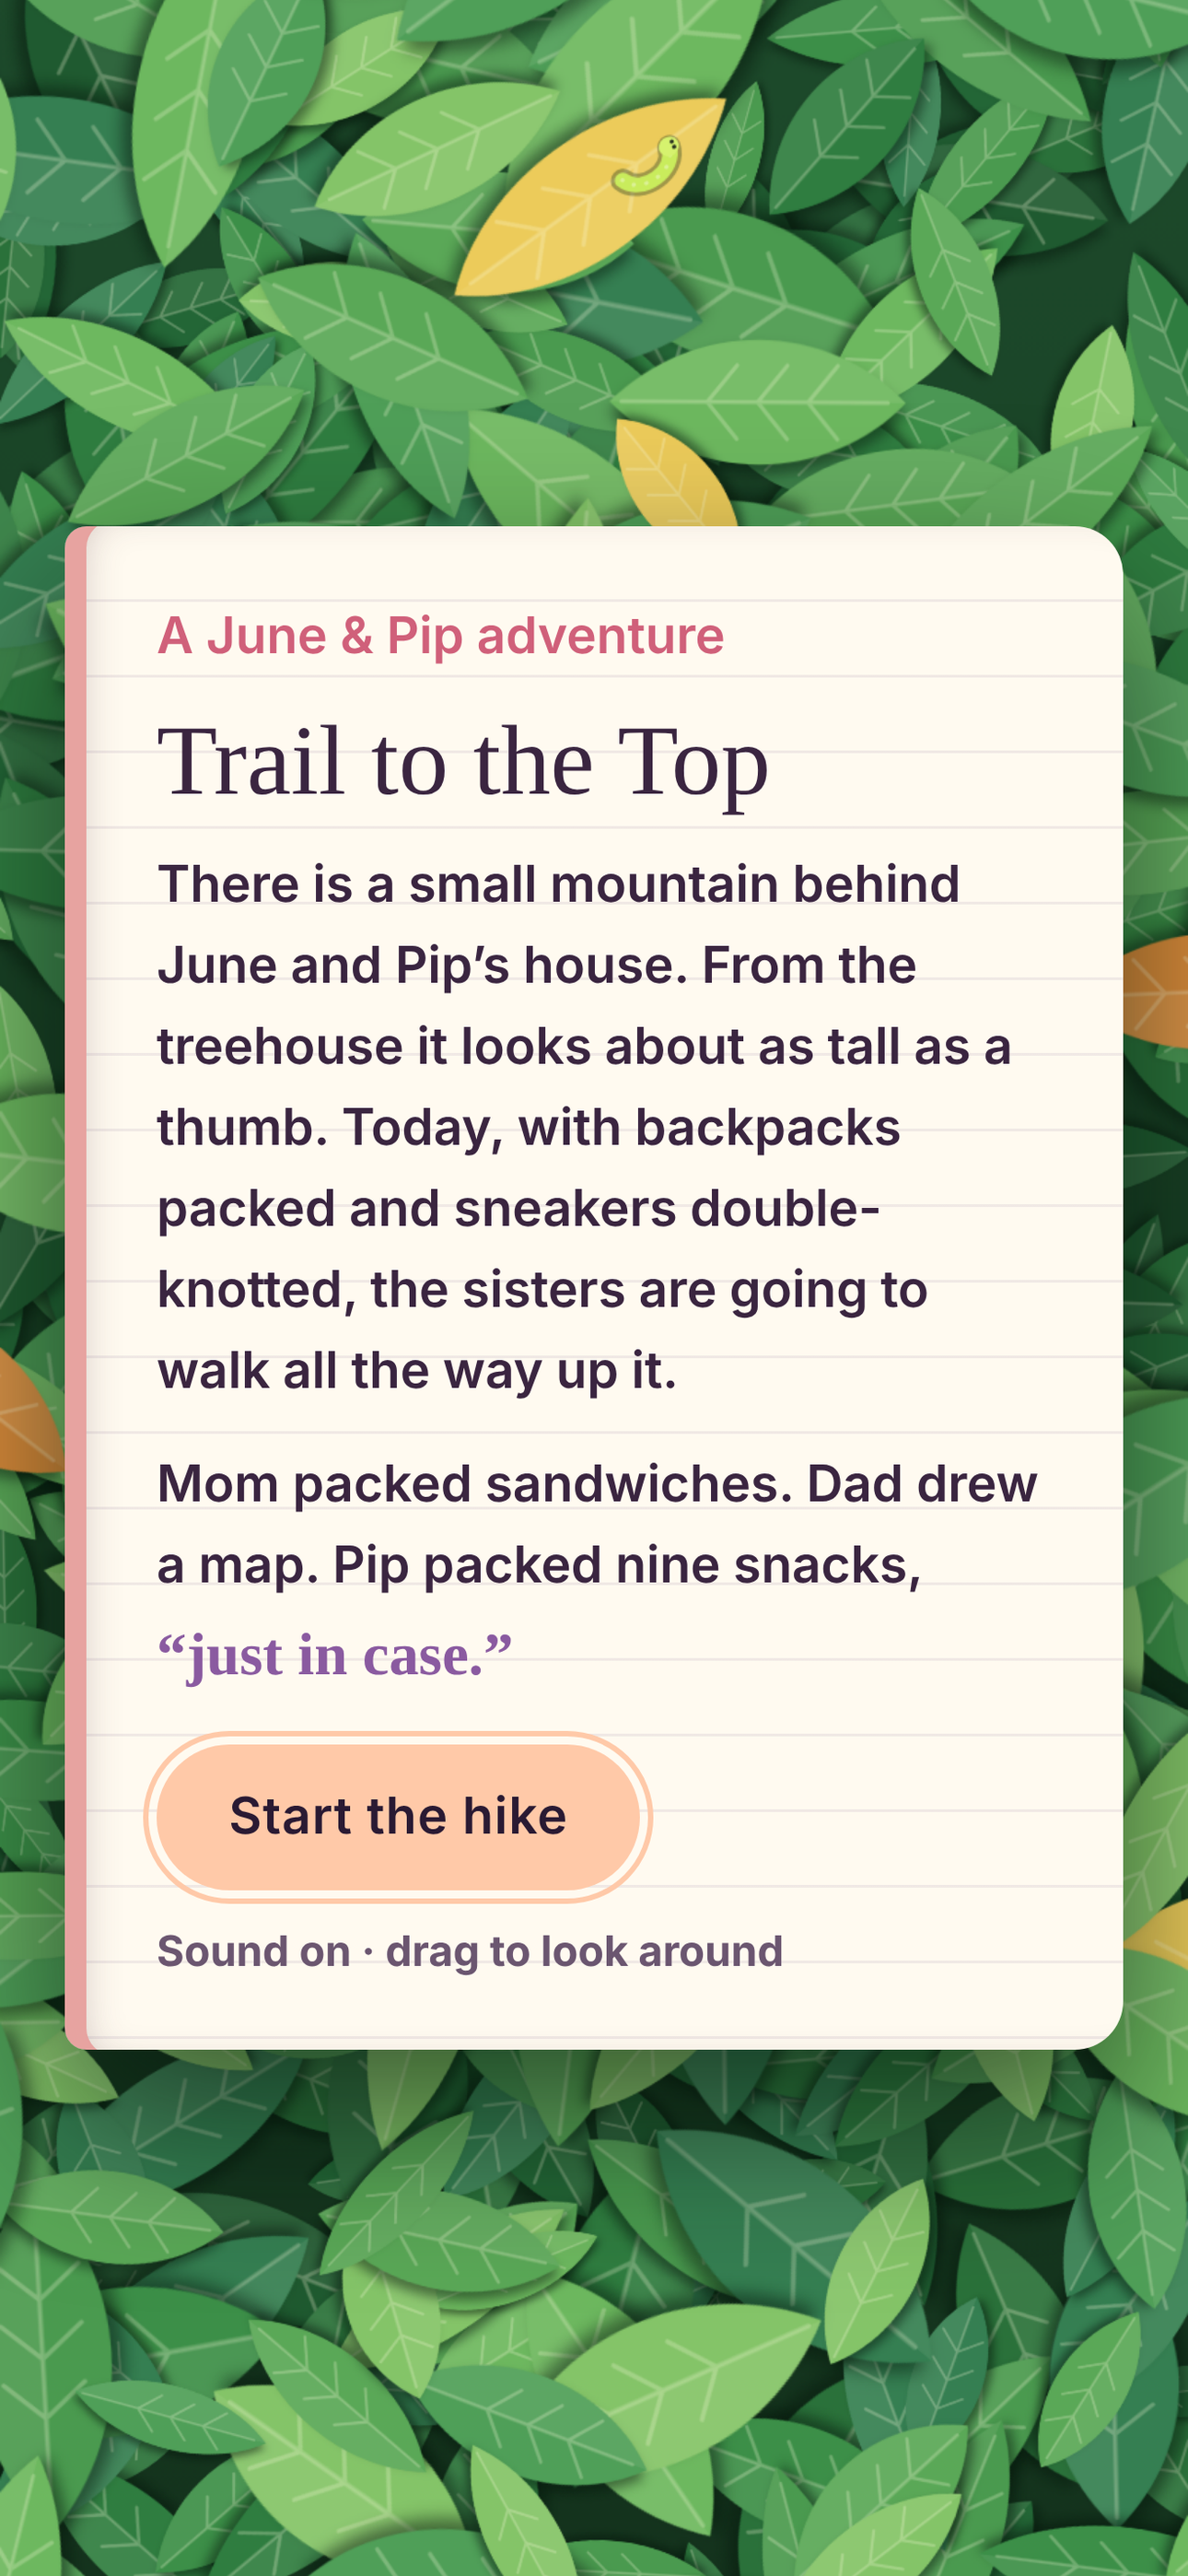 A June & Pip adventure
Trail to the Top
There is a small mountain behind
June and Pip’s house. From the
treehouse it looks about as tall as a
thumb. Today, with backpacks
packed and sneakers double-
knotted, the sisters are going to
walk all the way up it.
Mom packed sandwiches. Dad drew
a map. Pip packed nine snacks,
“just in case.”
Start the hike
Sound on · drag to look around